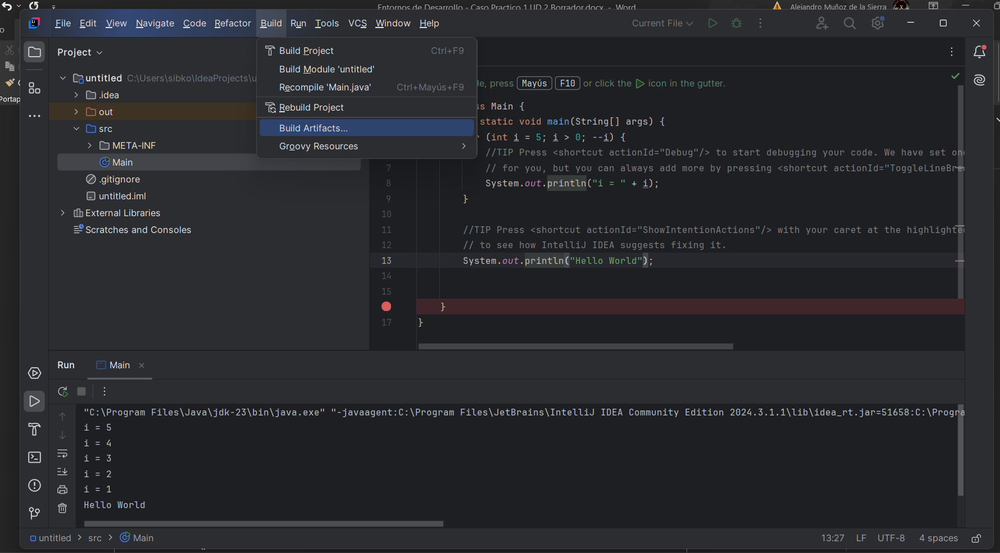 Entornos de Desarrollo - Caso Practico 1 UD 2 Borrador.docx - Word
Alejandro Muñoz de la Sierra
File Edit View Navigate Code Refactor Build Run Tools VCS Window Help
Current File
Project
Build Project Ctrl+F9
Build Module 'untitled'
Recompile 'Main.java' Ctrl+Mayús+F9
Rebuild Project
Build Artifacts...
Groovy Resources
Portap
untitled C:\Users\sibko\IdeaProjects\u
.idea
out
src
META-INF
Main
.gitignore
untitled.iml
External Libraries
Scratches and Consoles
de, press Mayús F10 or click the icon in the gutter.
ss Main {
static void main(String[] args) {
(int i = 5; i > 0; --i) {
//TIP Press <shortcut actionId="Debug"/> to start debugging your code. We have set one
7 // for you, but you can always add more by pressing <shortcut actionId="ToggleLineBre
8 System.out.println("i = " + i);
9 }
10
11 //TIP Press <shortcut actionId="ShowIntentionActions"/> with your caret at the highlighte
12 // to see how IntelliJ IDEA suggests fixing it.
13 System.out.println("Hello World");
14
15
}
17 }
Run Main
"C:\Program Files\Java\jdk-23\bin\java.exe" "-javaagent:C:\Program Files\JetBrains\IntelliJ IDEA Community Edition 2024.3.1.1\lib\idea_rt.jar=51658:C:\Progra
i = 5
i = 4
i = 3
i = 2
i = 1
Hello World
untitled > src > Main
13:27 LF UTF-8 4 spaces